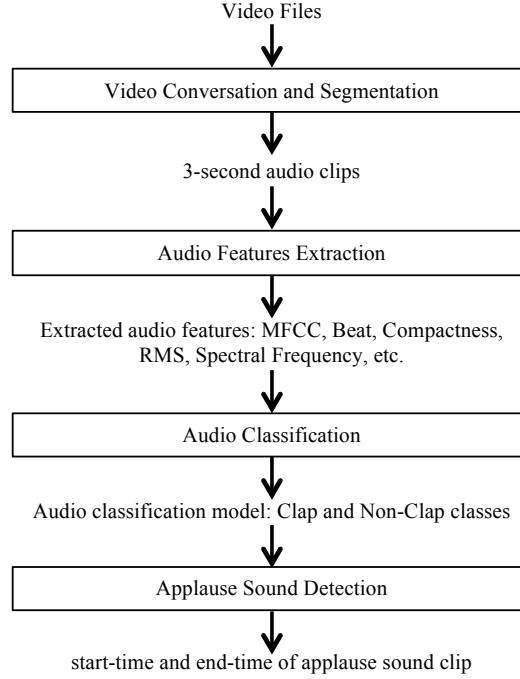 Video Files
Video Conversation and Segmentation
3-second audio clips
Audio Features Extraction
Extracted audio features: MFCC, Beat, Compactness,
RMS, Spectral Frequency, etc.
Audio Classification
Audio classification model: Clap and Non-Clap classes
Applause Sound Detection
start-time and end-time of applause sound clip